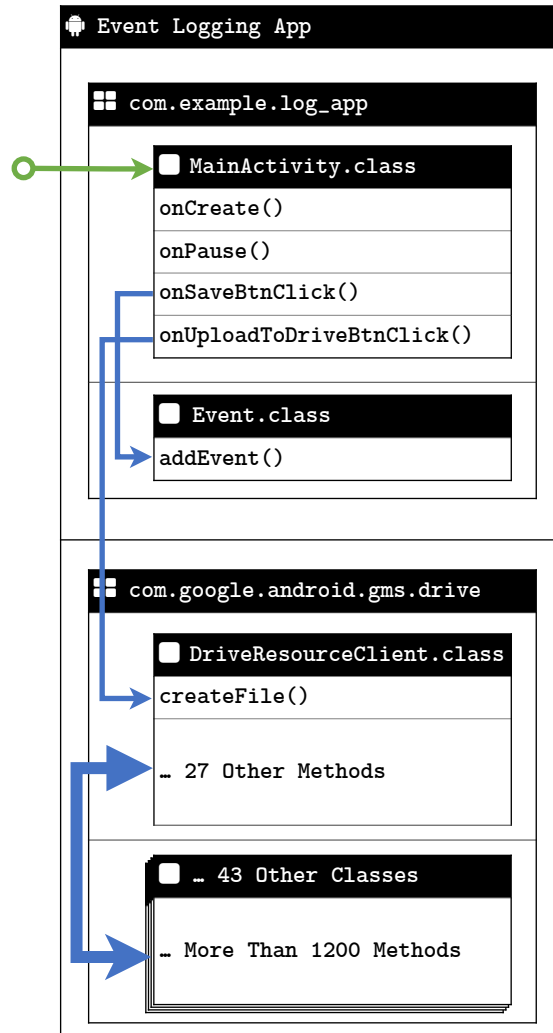 Event Logging App
com.example.log_app
MainActivity.class
onCreate()
onPause()
onSaveBtnClick()
onUploadToDriveBtnClick()
Event.class
addEvent()
com.google.android.gms.drive
DriveResourceClient.class
createFile()
… 27 Other Methods
… 43 Other Classes
… More Than 1200 Methods